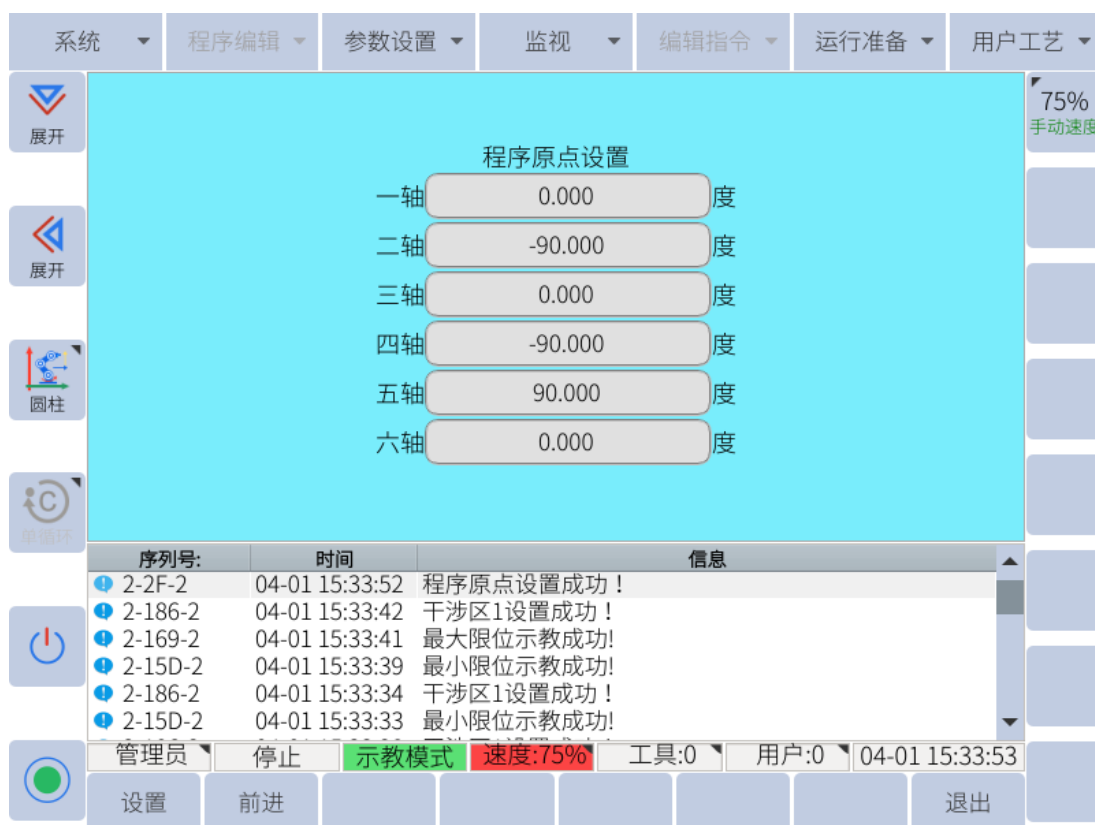 系统 程序编辑 参数设置 监视 编辑指令 运行准备 用户工艺
展开
75%
手动速度
程序原点设置
一轴 0.000 度
二轴 -90.000 度
展开
三轴 0.000 度
四轴 -90.000 度
圆柱
五轴 90.000 度
六轴 0.000 度
单循环
序列号: 时间 信息
2-2F-2 04-01 15:33:52 程序原点设置成功！
2-186-2 04-01 15:33:42 干涉区1设置成功！
2-169-2 04-01 15:33:41 最大限位示教成功!
2-15D-2 04-01 15:33:39 最小限位示教成功!
2-186-2 04-01 15:33:34 干涉区1设置成功！
2-15D-2 04-01 15:33:33 最小限位示教成功!
管理员 停止 示教模式 速度:75% 工具:0 用户:0 04-01 15:33:53
设置 前进 退出